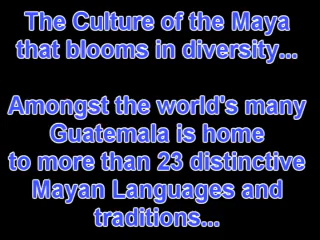 The Culture of the Maya
that blooms in diversity...
Amongst the world's many
Guatemala is home
to more than 23 distinctive
Mayan Languages and
traditions...